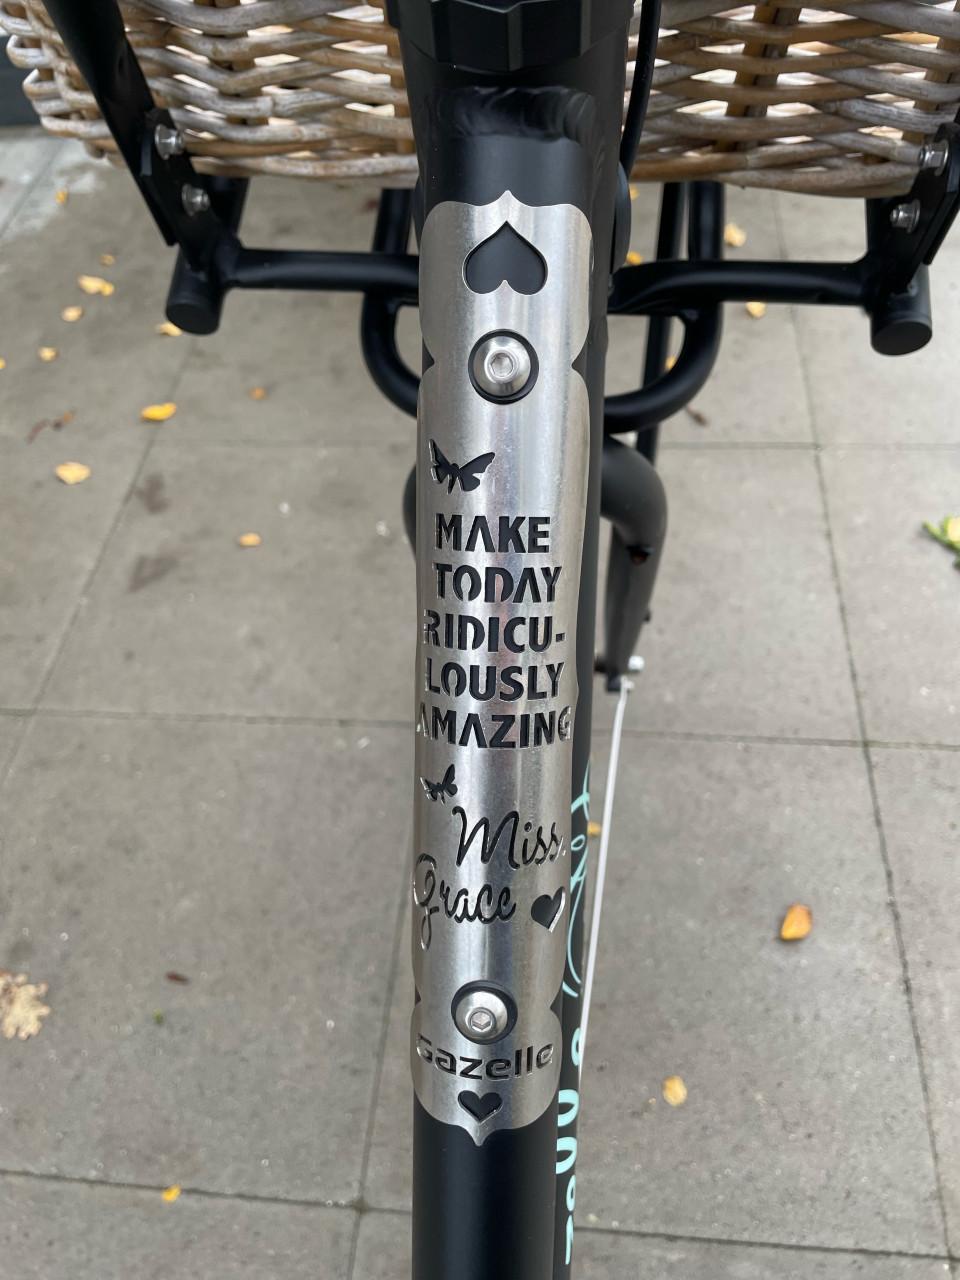 MAKE
TODAY
RIDICU-
LOUSLY
AMAZING
Miss
Grace
Gazelle